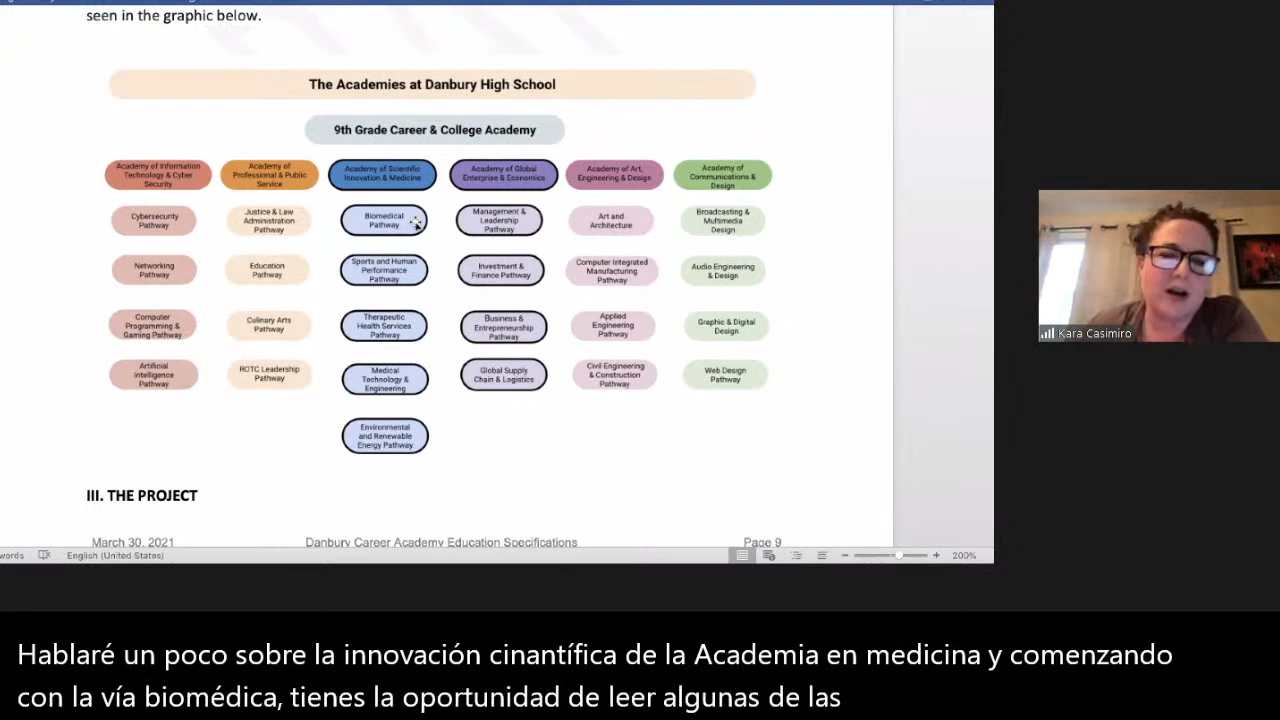 seen in the graphic below.
The Academies at Danbury High School
9th Grade Career & College Academy
Academy of Information
Technology & Cyber
Security
Academy of
Professional & Public
Service
Academy of Scientific
Innovation & Medicine
Academy of Global
Enterprise & Economics
Academy of Art,
Engineering & Design
Academy of
Communications &
Design
Cybersecurity
Pathway
Justice & Law
Administration
Pathway
Biomedical
Pathway
Management &
Leadership
Pathway
Art and
Architecture
Broadcasting &
Multimedia
Design
Networking
Pathway
Education
Pathway
Sports and Human
Performance
Pathway
Investment &
Finance Pathway
Computer Integrated
Manufacturing
Pathway
Audio Engineering
& Design
Computer
Programming &
Gaming Pathway
Culinary Arts
Pathway
Therapeutic
Health Services
Pathway
Business &
Entrepreneurship
Pathway
Applied
Engineering
Pathway
Graphic & Digital
Design
Artificial
Intelligence
Pathway
ROTC Leadership
Pathway
Medical
Technology &
Engineering
Global Supply
Chain & Logistics
Civil Engineering
& Construction
Pathway
Web Design
Pathway
Environmental
and Renewable
Energy Pathway
III. THE PROJECT
March 30, 2021 Danbury Career Academy Education Specifications Page 9
words English (United States) 200%
Kara Casimiro
Hablaré un poco sobre la innovación cinantífica de la Academia en medicina y comenzando
con la vía biomédica, tienes la oportunidad de leer algunas de las